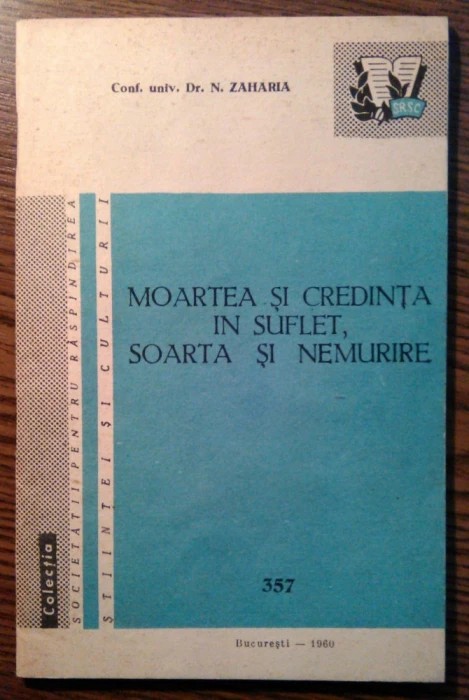 Conf. univ. Dr. N. ZAHARIA
SRSC
MOARTEA ȘI CREDINȚA
IN SUFLET,
SOARTA ȘI NEMURIRE
357
Colecția
SOCIETĂȚII PENTRU RĂSPÎNDIREA
ȘTIINȚEI ȘI CULTURII
București — 1960